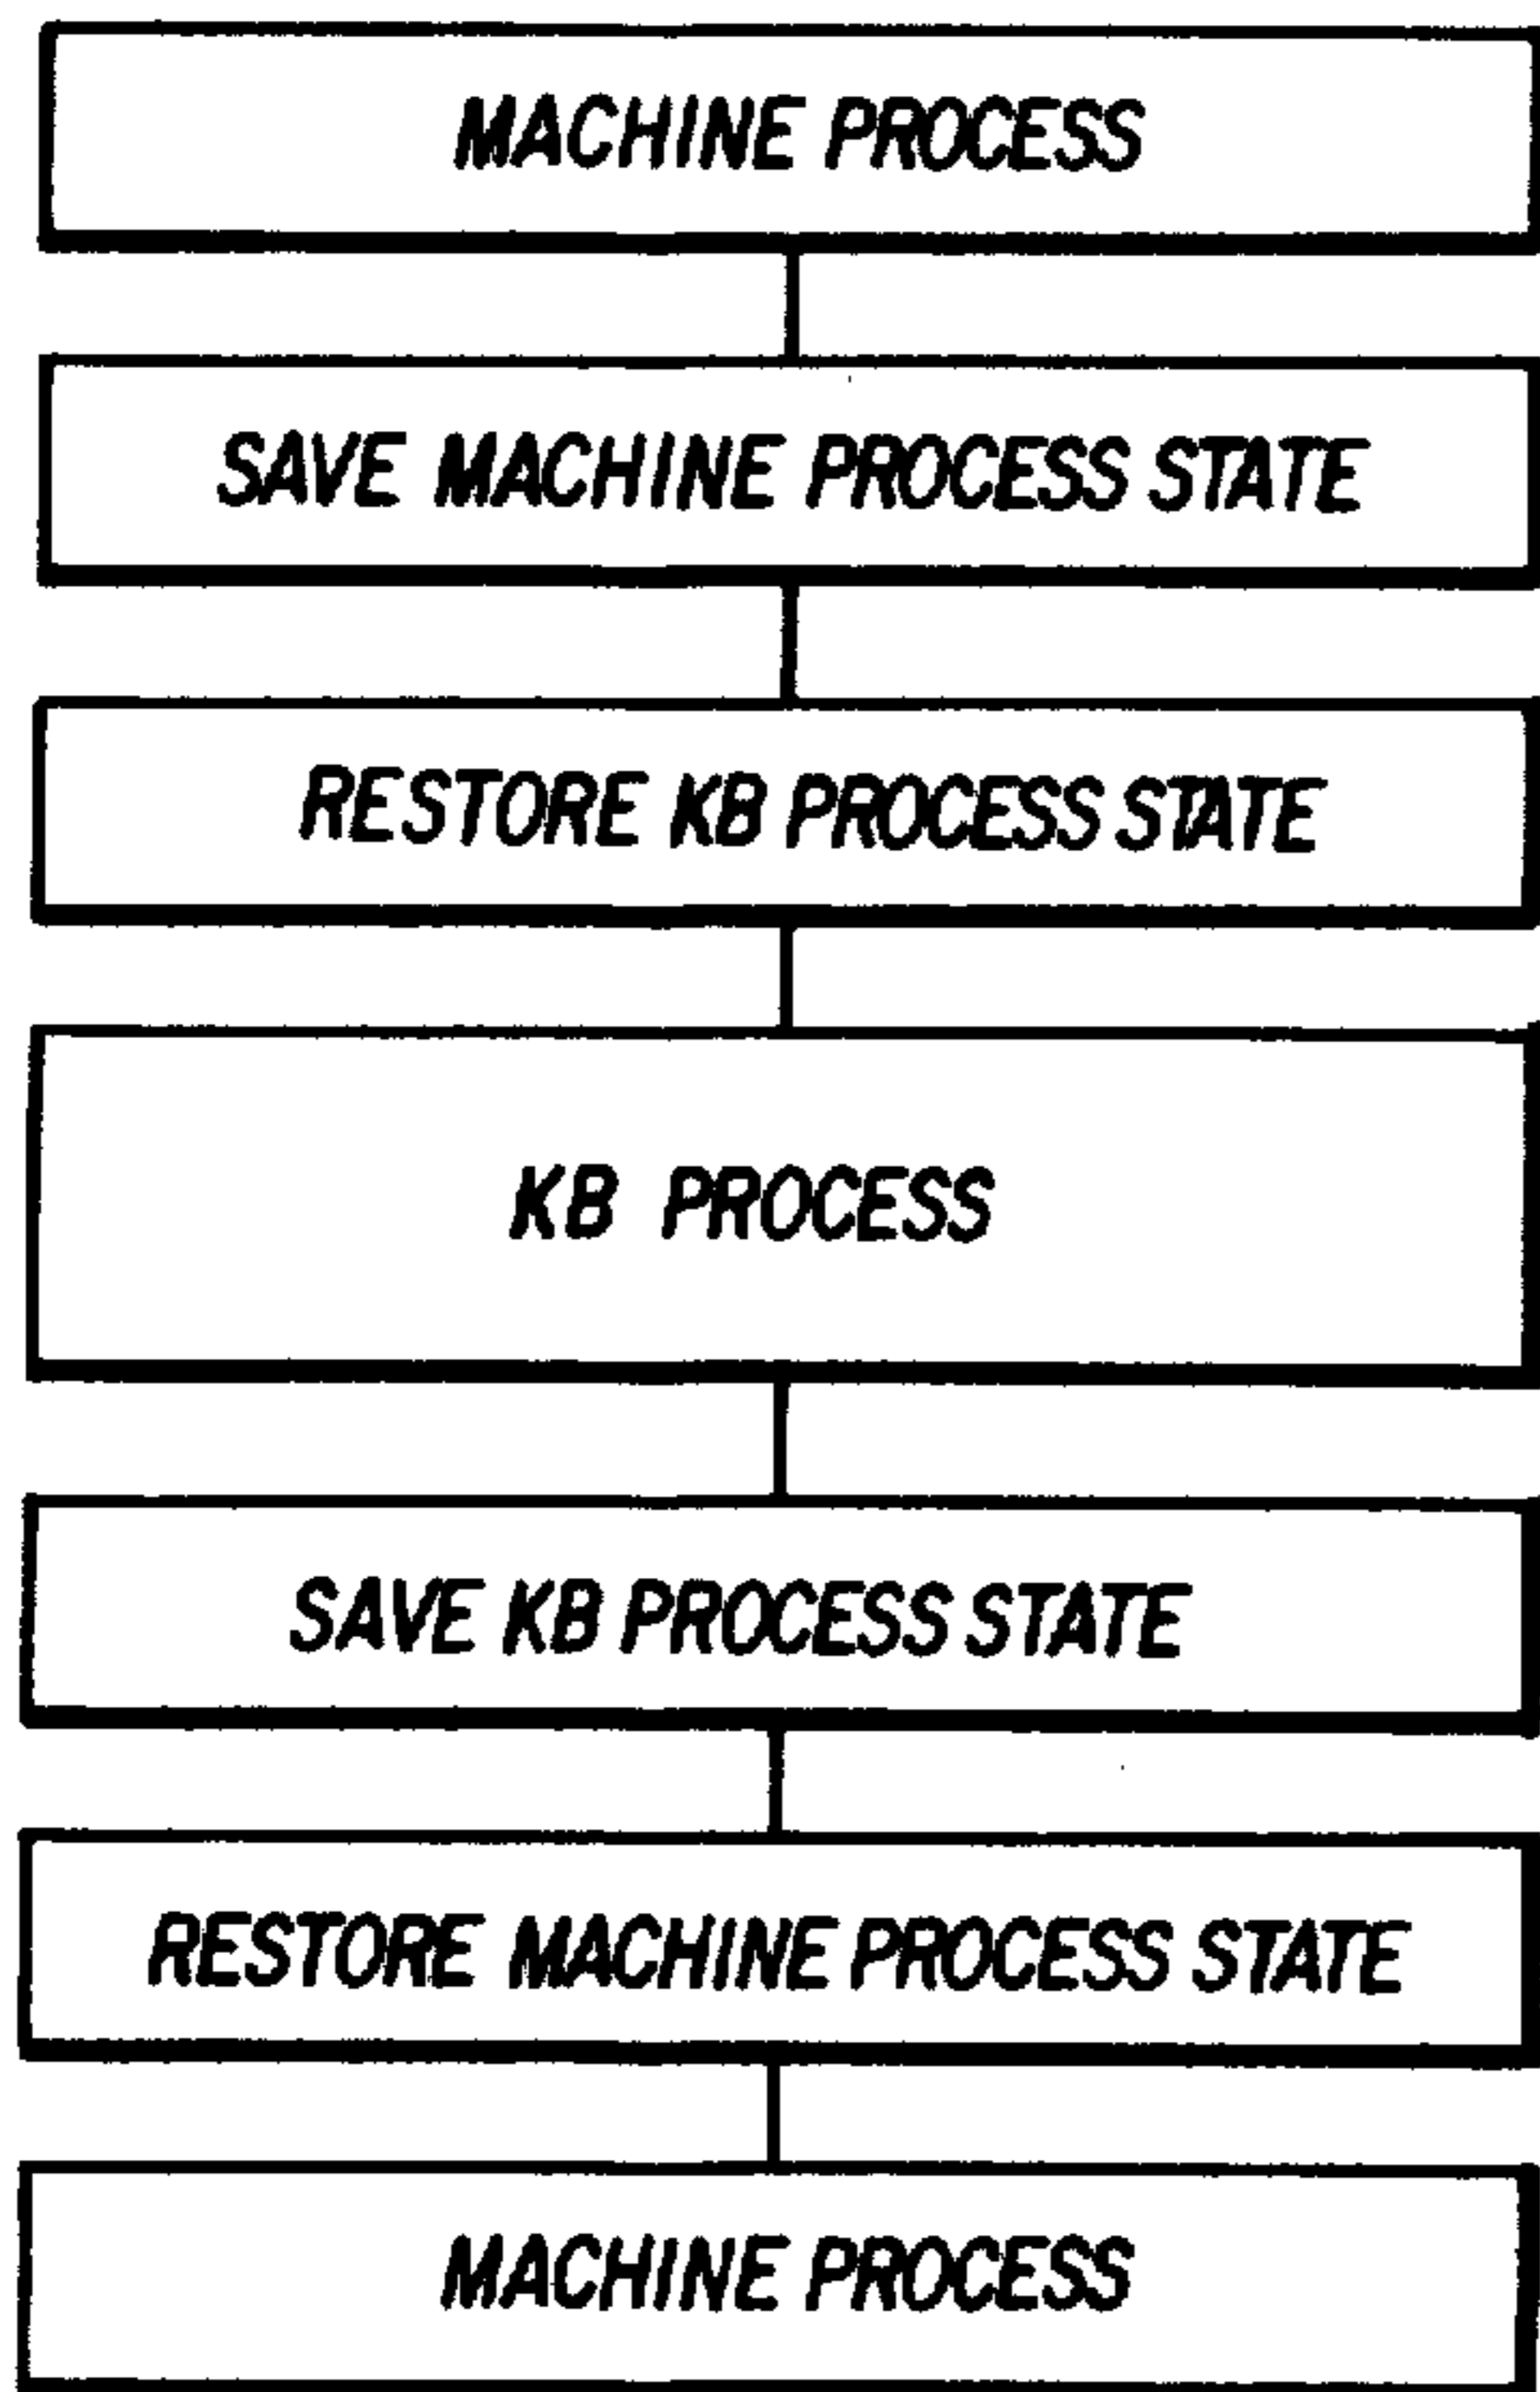 MACHINE PROCESS
SAVE MACHINE PROCESS STATE
RESTORE KB PROCESS STATE
KB PROCESS
SAVE KB PROCESS STATE
RESTORE MACHINE PROCESS STATE
MACHINE PROCESS